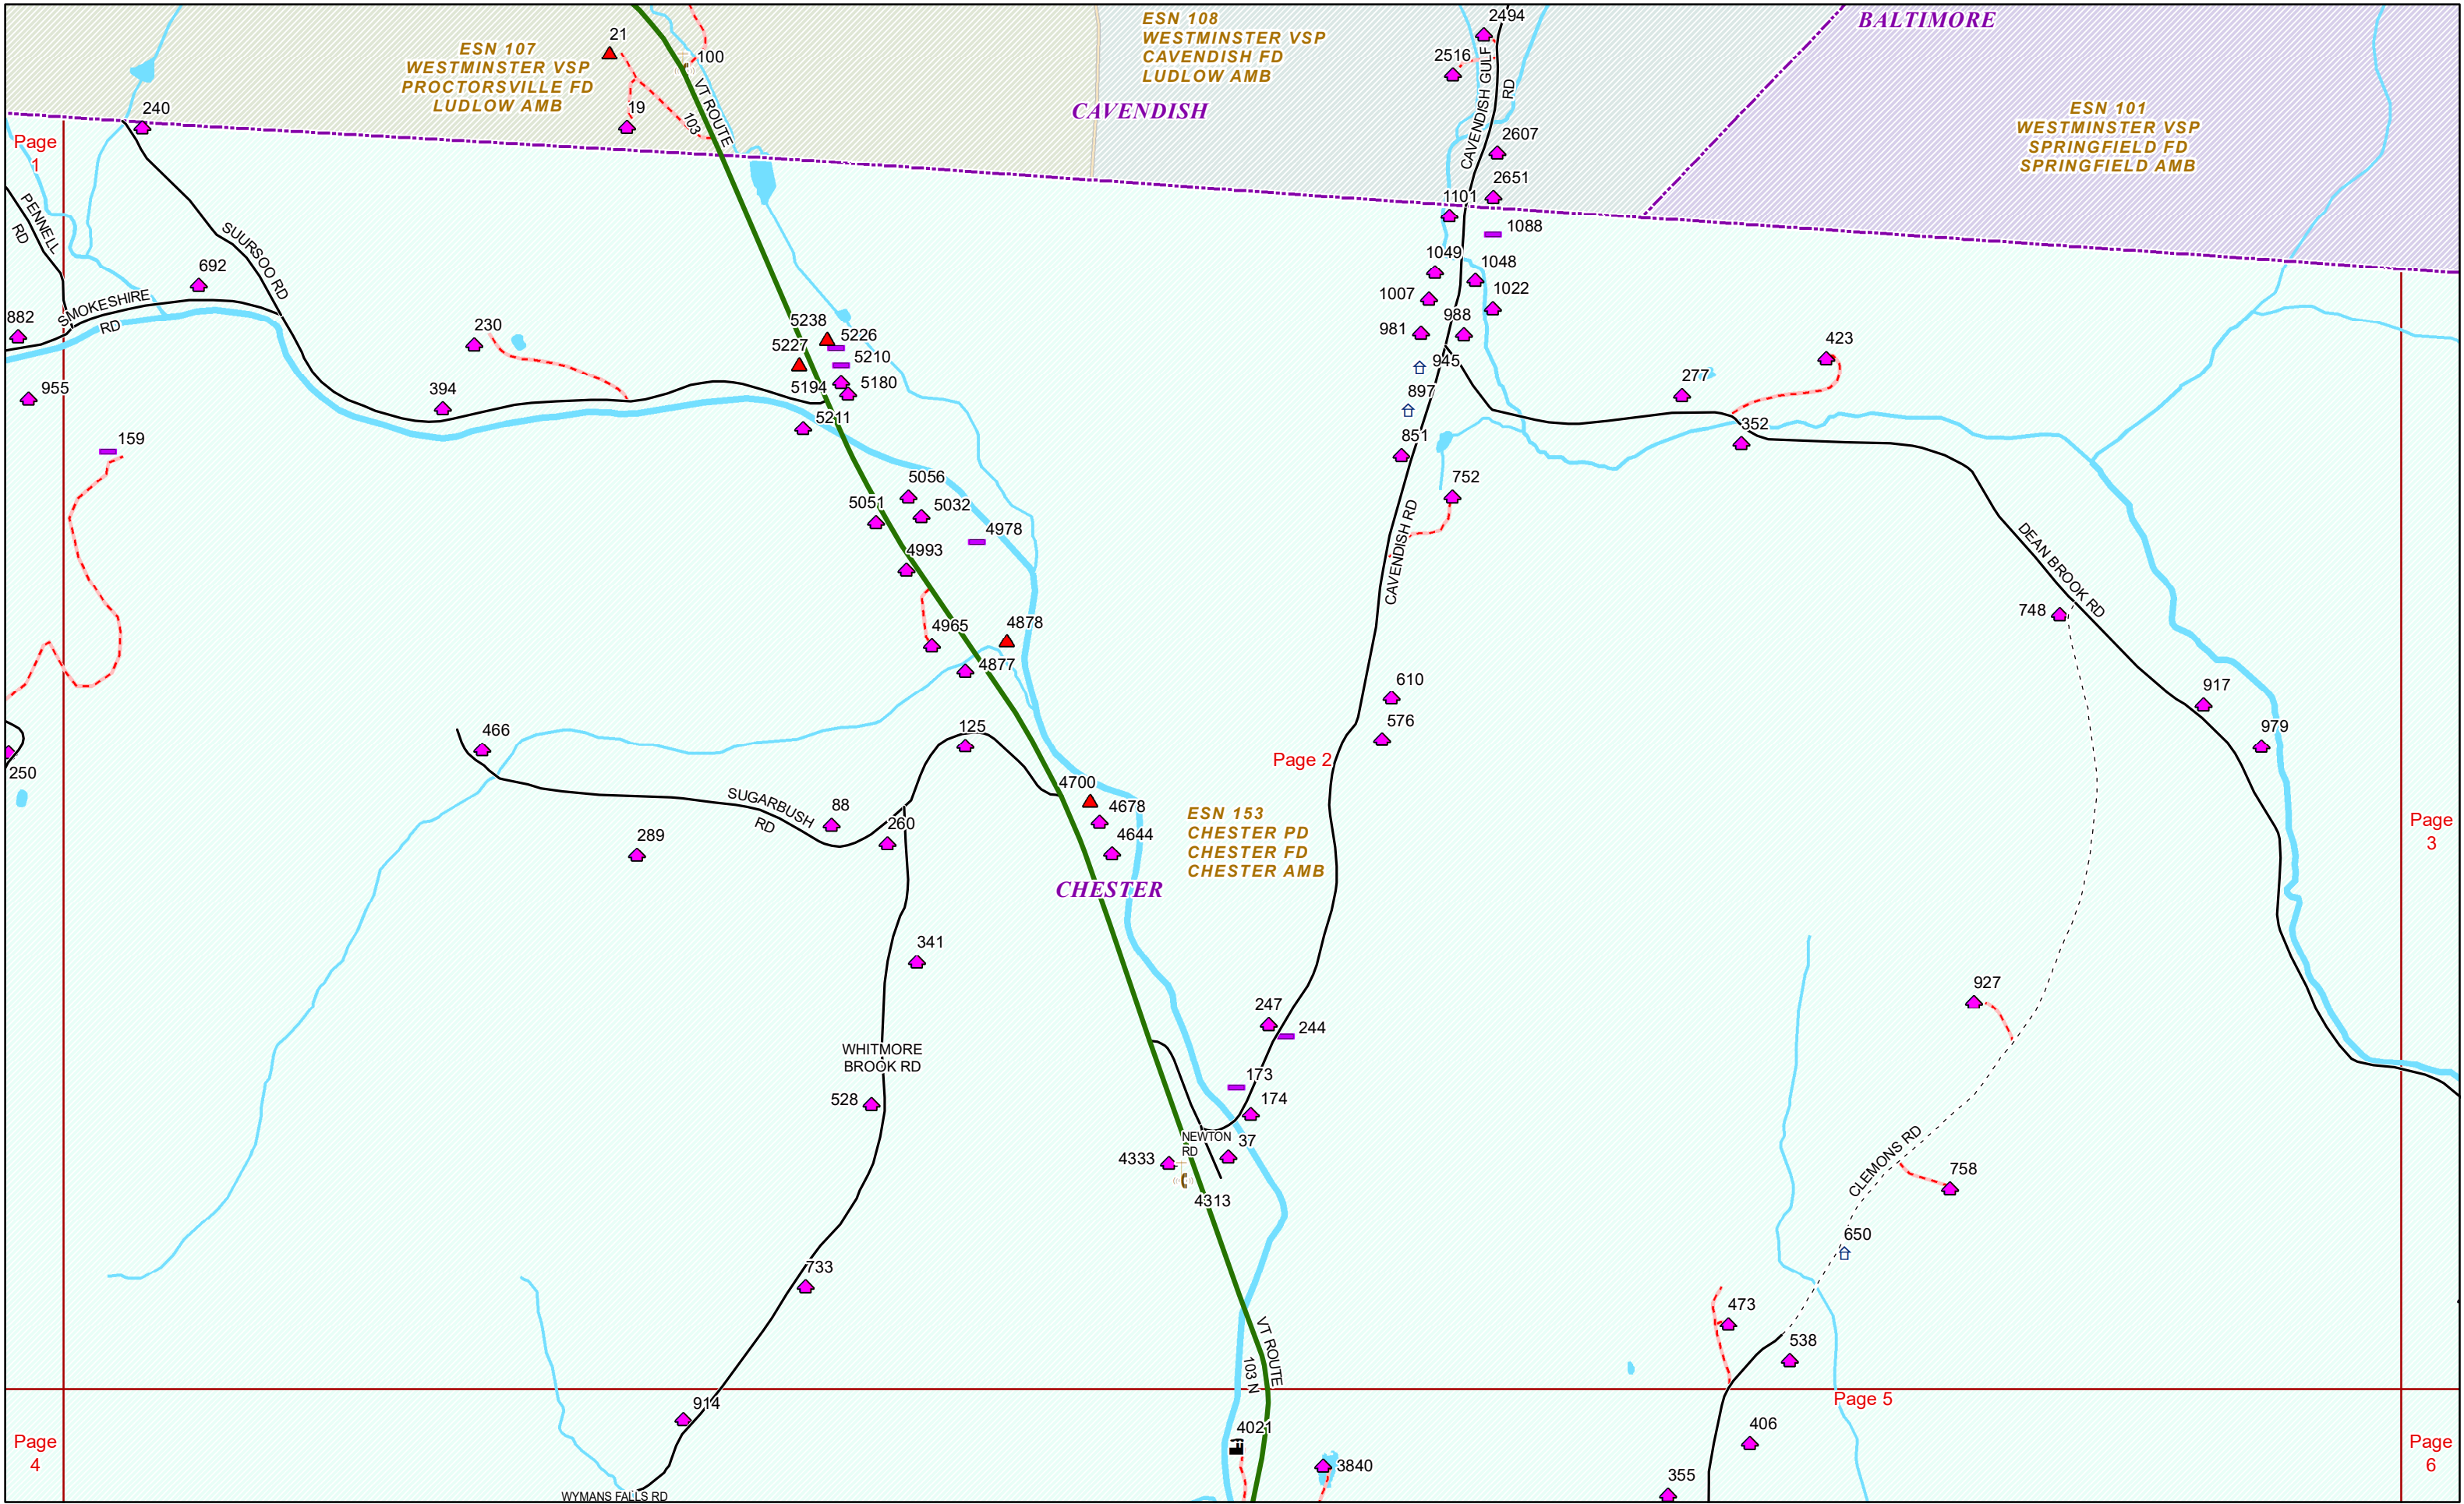 ESN 107
WESTMINSTER VSP
PROCTORSVILLE FD
LUDLOW AMB
ESN 108
WESTMINSTER VSP
CAVENDISH FD
LUDLOW AMB
CAVENDISH
BALTIMORE
ESN 101
WESTMINSTER VSP
SPRINGFIELD FD
SPRINGFIELD AMB
21
100
19
VT ROUTE
103
240
2494
2516
CAVENDISH GULF
RD
2607
2651
1101
1088
Page
1
PENNELL
RD
SUURSOO RD
692
SMOKESHIRE
RD
882
955
159
230
394
5238
5226
5227
5210
5194
5180
5211
1049
1048
1007
1022
981
988
945
897
851
752
277
423
352
5056
5051
5032
4978
4993
CAVENDISH RD
DEAN BROOK RD
748
4965
4878
4877
610
576
917
979
466
125
250
Page 2
4700
4678
4644
SUGARBUSH
RD
88
260
289
ESN 153
CHESTER PD
CHESTER FD
CHESTER AMB
CHESTER
Page
3
341
927
247
244
WHITMORE
BROOK RD
528
173
174
NEWTON
RD
37
4333
4313
CLEMONS RD
758
650
733
473
538
VT ROUTE
103 N
914
Page 5
4021
406
3840
355
Page
4
Page
6
WYMANS FALLS RD